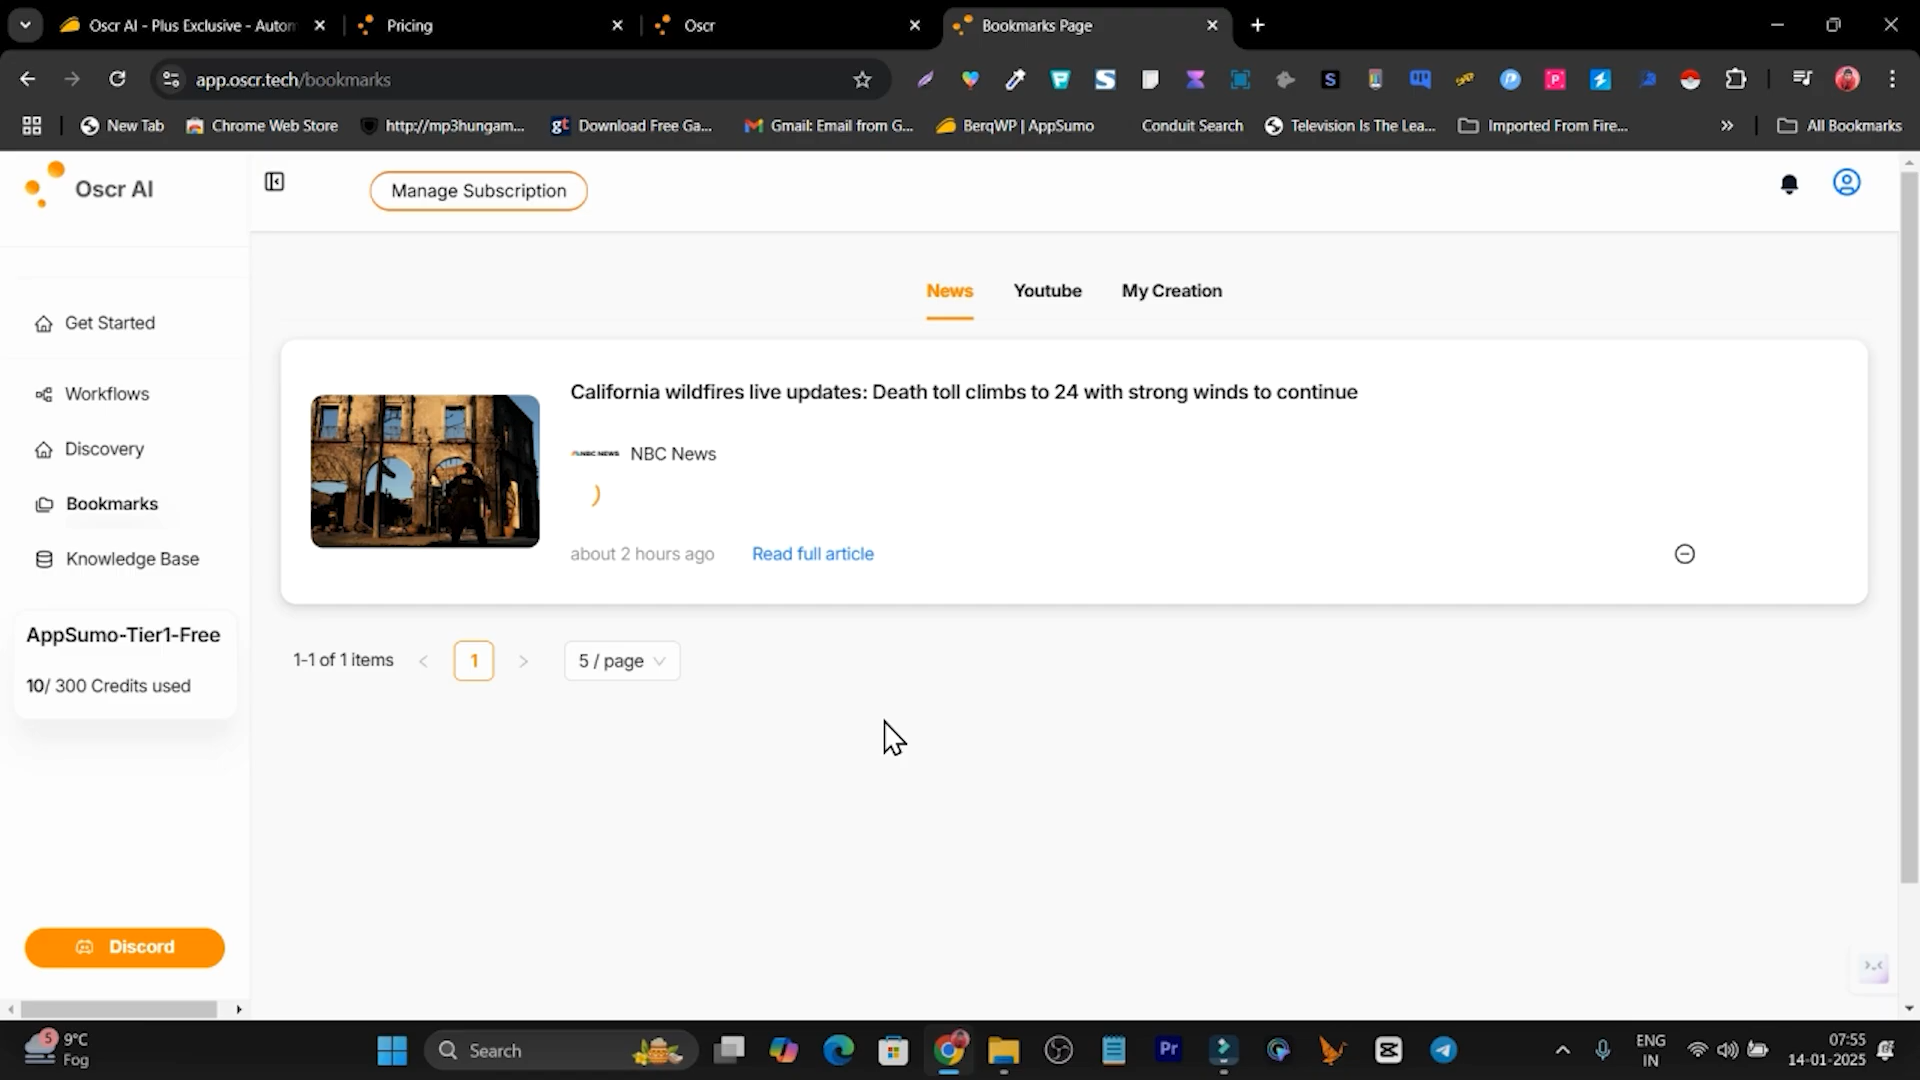 Oscr AI - Plus Exclusive - Autom
Pricing
Oscr
Bookmarks Page
app.oscr.tech/bookmarks
New Tab
Chrome Web Store
http://mp3hungam...
Download Free Ga...
Gmail: Email from G...
BerqWP | AppSumo
Conduit Search
Television Is The Lea...
Imported From Fire...
All Bookmarks
Oscr AI
Manage Subscription
News
Youtube
My Creation
Get Started
Workflows
Discovery
Bookmarks
Knowledge Base
AppSumo-Tier1-Free
10/ 300 Credits used
Discord
California wildfires live updates: Death toll climbs to 24 with strong winds to continue
NBC NEWS NBC News
about 2 hours ago
Read full article
1-1 of 1 items
1
5 / page
5
9°C
Fog
Search
Pr
ENG
IN
07:55
14-01-2025